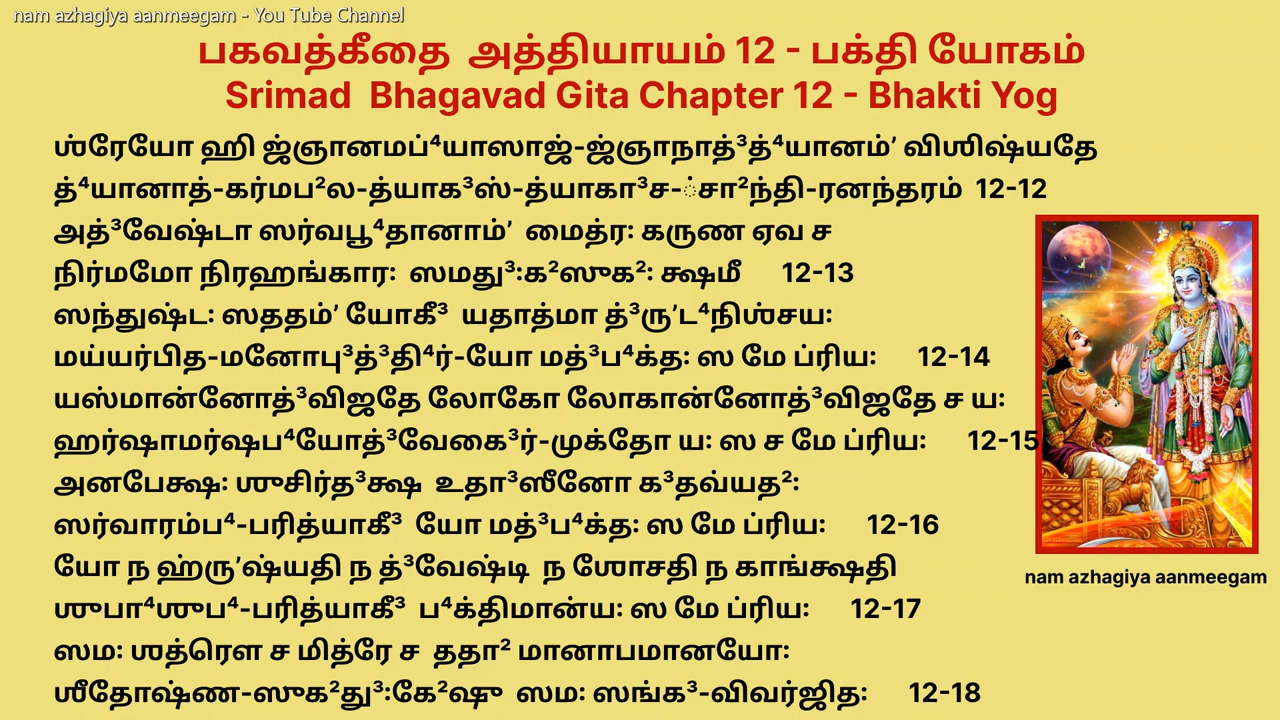 nam azhagiya aanmeegam - You Tube Channel
பகவத்கீதை அத்தியாயம் 12 - பக்தி யோகம்
Srimad Bhagavad Gita Chapter 12 - Bhakti Yog
ஶ்ரேயோ ஹி ஜ்ஞானமப்⁴யாஸாஜ்-ஜ்ஞாநாத்³த்⁴யானம்ʼ விஶிஷ்யதே
த்⁴யானாத்-கர்மப²ல-த்யாக³ஸ்-த்யாகா³ச-்சா²ந்தி-ரனந்தரம் 12-12
அத்³வேஷ்டா ஸர்வபூ⁴தானாம்ʼ மைத்ர: கருண ஏவ ச
நிர்மமோ நிரஹங்கார: ஸமது³:க²ஸுக²: க்ஷமீ 12-13
ஸந்துஷ்ட: ஸததம்ʼ யோகீ³ யதாத்மா த்³ருʼட⁴நிஶ்சய:
மய்யர்பித-மனோபு³த்³தி⁴ர்-யோ மத்³ப⁴க்த: ஸ மே ப்ரிய: 12-14
யஸ்மான்னோத்³விஜதே லோகோ லோகான்னோத்³விஜதே ச ய:
ஹர்ஷாமர்ஷப⁴யோத்³வேகை³ர்-முக்தோ ய: ஸ ச மே ப்ரிய: 12-15
அனபேக்ஷ: ஶுசிர்த³க்ஷ உதா³ஸீனோ க³தவ்யத²:
ஸர்வாரம்ப⁴-பரித்யாகீ³ யோ மத்³ப⁴க்த: ஸ மே ப்ரிய: 12-16
யோ ந ஹ்ருʼஷ்யதி ந த்³வேஷ்டி ந ஶோசதி ந காங்க்ஷதி
ஶுபா⁴ஶுப⁴-பரித்யாகீ³ ப⁴க்திமான்ய: ஸ மே ப்ரிய: 12-17
ஸம: ஶத்ரௌ ச மித்ரே ச ததா² மானாபமானயோ:
ஶீதோஷ்ண-ஸுக²து³:கே²ஷு ஸம: ஸங்க³-விவர்ஜித: 12-18
nam azhagiya aanmeegam